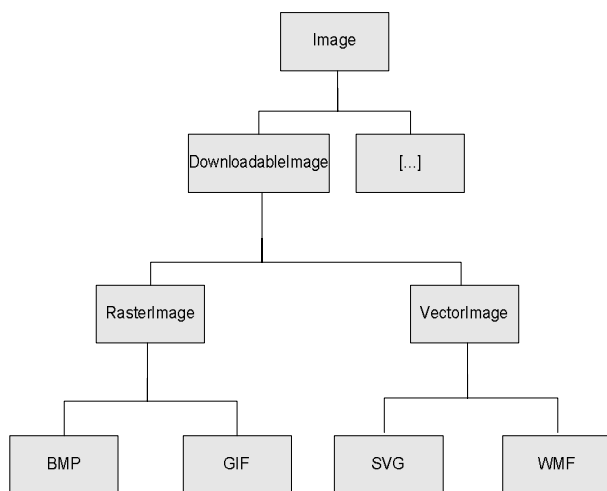 Image
DownloadableImage
[...]
RasterImage
VectorImage
BMP
GIF
SVG
WMF